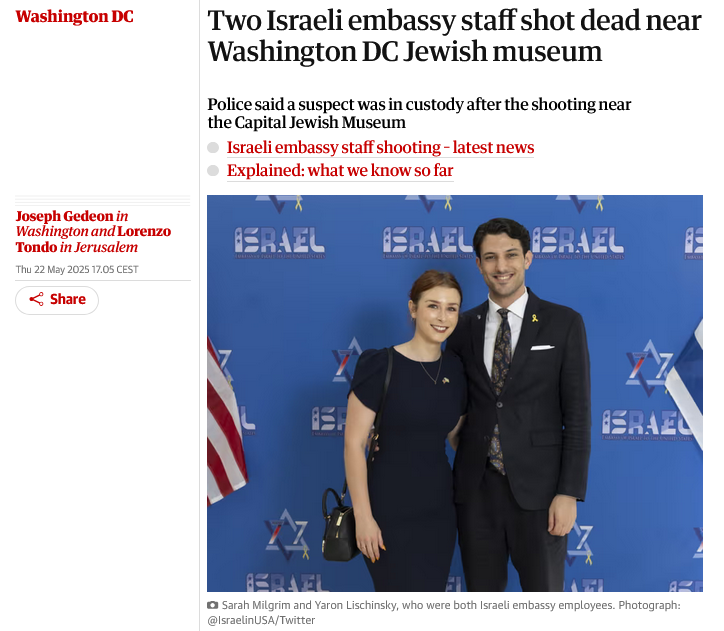 Washington DC
Two Israeli embassy staff shot dead near
Washington DC Jewish museum
Police said a suspect was in custody after the shooting near
the Capital Jewish Museum
Israeli embassy staff shooting – latest news
Explained: what we know so far
Joseph Gedeon in
Washington and Lorenzo
Tondo in Jerusalem
Thu 22 May 2025 17.05 CEST
Share
ISRAEL
ISRAEL
ISRAEL
ISRAEL
ISRAEL
ISRAEL
ISRAEL
Sarah Milgrim and Yaron Lischinsky, who were both Israeli embassy employees. Photograph:
@IsraelinUSA/Twitter